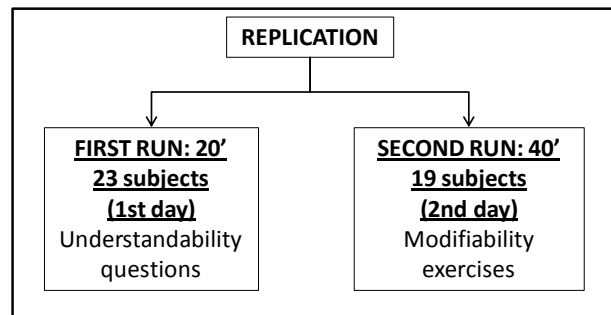 REPLICATION
FIRST RUN: 20’
23 subjects
(1st day)
Understandability
questions
SECOND RUN: 40’
19 subjects
(2nd day)
Modifiability
exercises